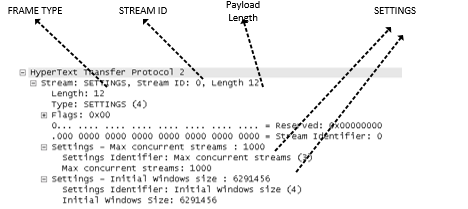 FRAME TYPE STREAM ID Payload Length SETTINGS
HyperText Transfer Protocol 2
Stream: SETTINGS, Stream ID: 0, Length 12
Length: 12
Type: SETTINGS (4)
Flags: 0x00
0... .... .... .... .... .... .... .... = Reserved: 0x00000000
.000 0000 0000 0000 0000 0000 0000 0000 = Stream Identifier: 0
Settings - Max concurrent streams : 1000
Settings Identifier: Max concurrent streams (3)
Max concurrent streams: 1000
Settings - Initial Windows size : 6291456
Settings Identifier: Initial Windows size (4)
Initial Windows Size: 6291456